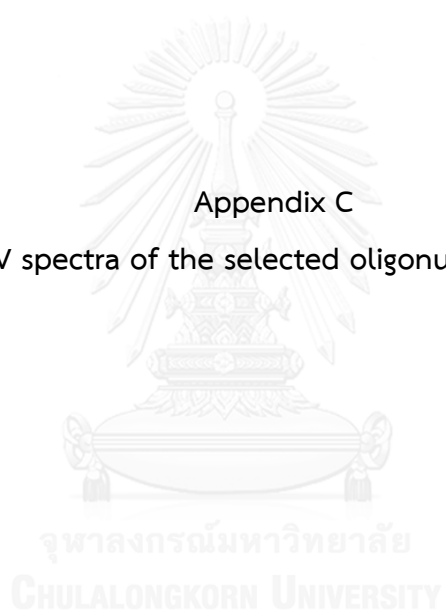 Appendix C
V spectra of the selected oligonu
จุฬาลงกรณ์มหาวิทยาลัย
CHULALONGKORN UNIVERSITY